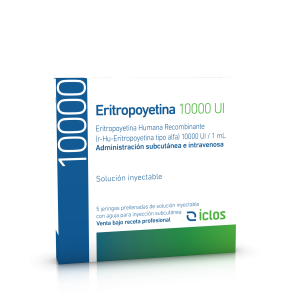 10000
Eritropoyetina 10000 UI
Eritropoyetina Humana Recombinante
(r-Hu-Eritropoyetina tipo alfa) 10000 UI / 1 mL
Administración subcutánea e intravenosa
Solución inyectable
5 jeringas prellenadas de solución inyectable
con aguja para inyección subcutánea
Venta bajo receta profesional
iclos